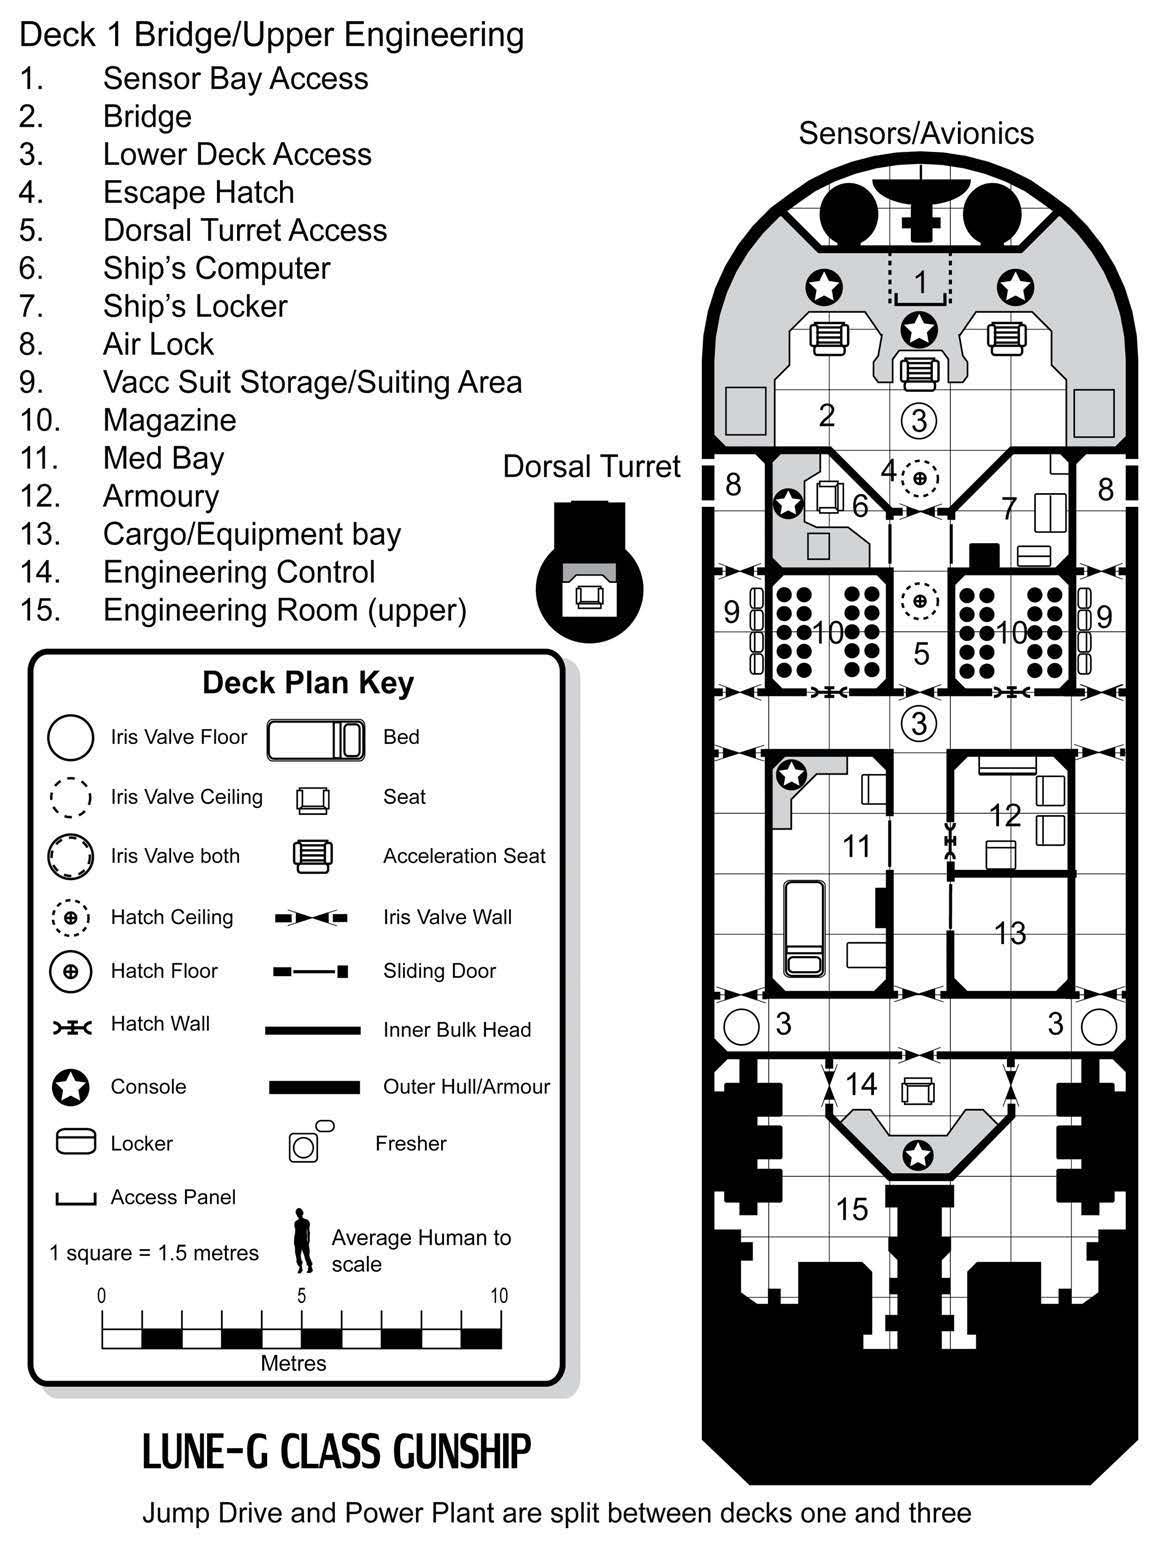 Deck 1 Bridge/Upper Engineering
1. Sensor Bay Access
2. Bridge
3. Lower Deck Access
4. Escape Hatch
5. Dorsal Turret Access
6. Ship's Computer
7. Ship's Locker
8. Air Lock
9. Vacc Suit Storage/Suiting Area
10. Magazine
11. Med Bay
12. Armoury
13. Cargo/Equipment bay
14. Engineering Control
15. Engineering Room (upper)
Dorsal Turret
Sensors/Avionics
1
2
3
4
8
6
7
8
9
10
10
9
5
3
12
11
13
3
3
14
15
Deck Plan Key
Iris Valve Floor
Bed
Iris Valve Ceiling
Seat
Iris Valve both
Acceleration Seat
Hatch Ceiling
Iris Valve Wall
Hatch Floor
Sliding Door
Hatch Wall
Inner Bulk Head
Console
Outer Hull/Armour
Locker
Fresher
Access Panel
1 square = 1.5 metres
Average Human to
scale
0 5 10
Metres
LUNE-G CLASS GUNSHIP
Jump Drive and Power Plant are split between decks one and three